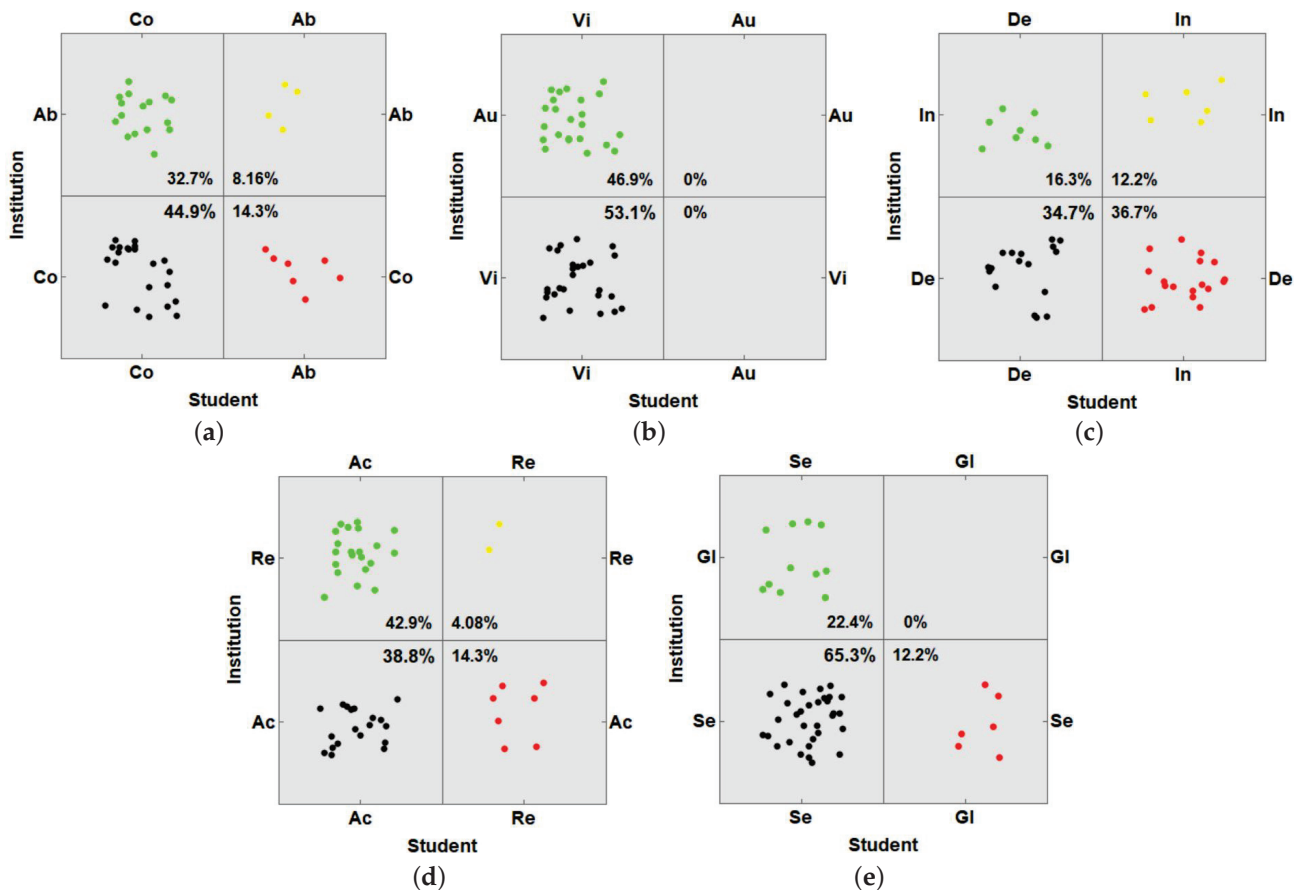 Co Ab
Ab Ab
32.7% 8.16%
44.9% 14.3%
Co Co
Co Ab
Institution
Student
(a)
Vi Au
Au Au
46.9% 0%
53.1% 0%
Vi Vi
Vi Au
Institution
Student
(b)
De In
In In
16.3% 12.2%
34.7% 36.7%
De De
De In
Institution
Student
(c)
Ac Re
Re Re
42.9% 4.08%
38.8% 14.3%
Ac Ac
Ac Re
Institution
Student
(d)
Se Gl
Gl Gl
22.4% 0%
65.3% 12.2%
Se Se
Se Gl
Institution
Student
(e)